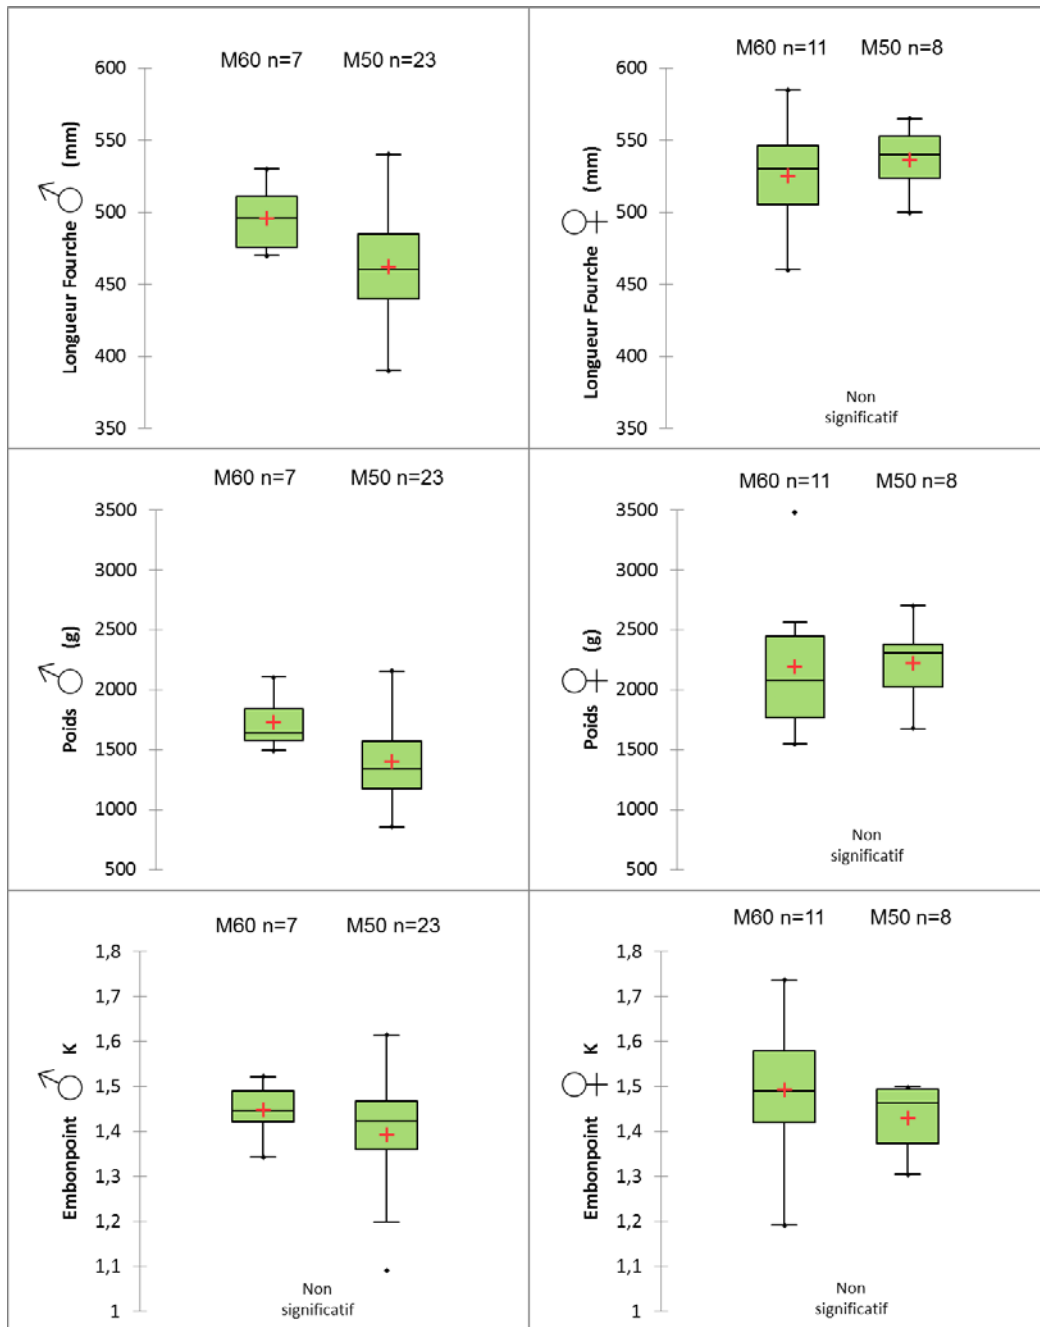 M60 n=7 M50 n=23
600
550
500
450
400
350
Longueur Fourche (mm)
M60 n=11 M50 n=8
600
550
500
450
400
350
Longueur Fourche (mm)
Non
significatif
M60 n=7 M50 n=23
3500
3000
2500
2000
1500
1000
500
Poids (g)
M60 n=11 M50 n=8
3500
3000
2500
2000
1500
1000
500
Poids (g)
Non
significatif
M60 n=7 M50 n=23
1,8
1,7
1,6
1,5
1,4
1,3
1,2
1,1
1
Embonpoint K
Non
significatif
M60 n=11 M50 n=8
1,8
1,7
1,6
1,5
1,4
1,3
1,2
1,1
1
Embonpoint K
Non
significatif